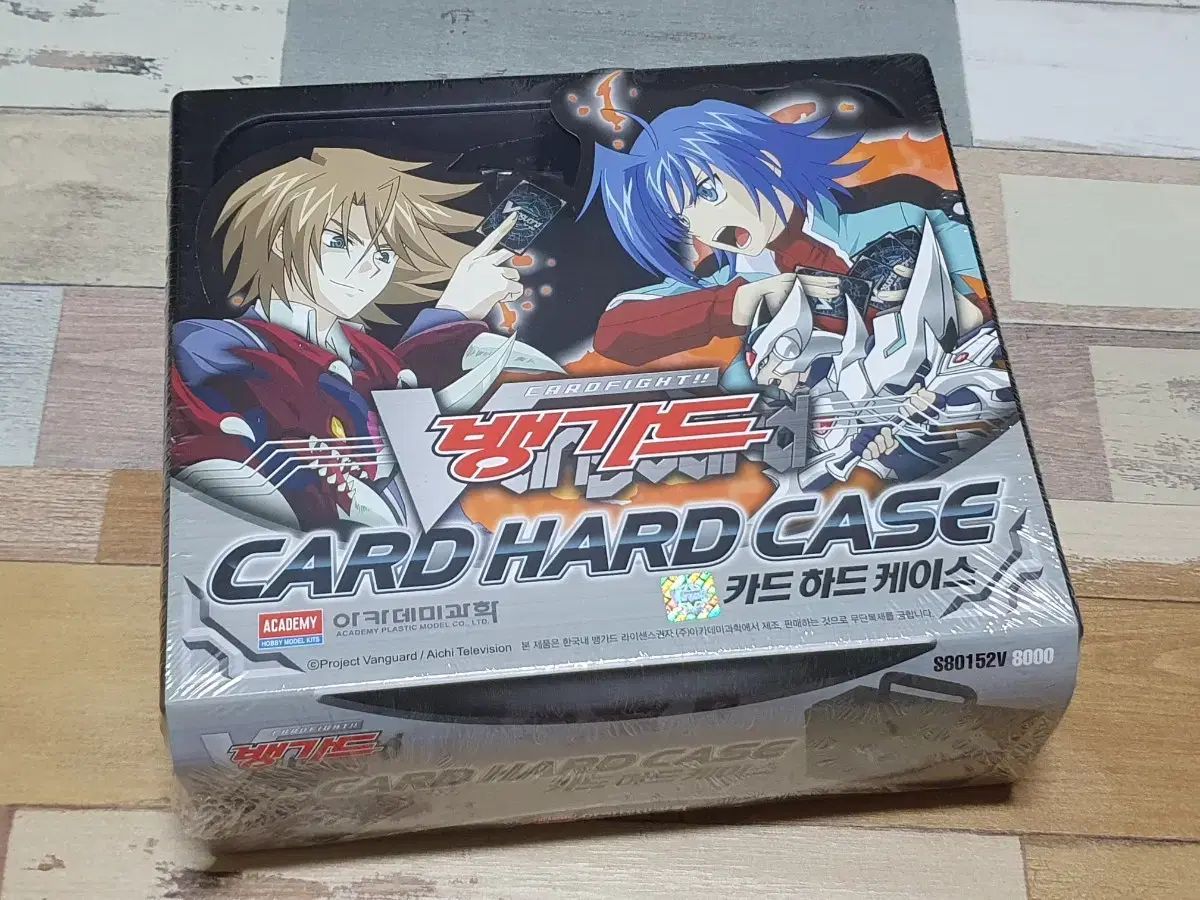 CARDFIGHT!!
뱅가드
Vanguard
CARD HARD CASE
카드 하드 케이스
ACADEMY
HOBBY MODEL KITS
아카데미과학
ACADEMY PLASTIC MODEL CO., LTD.
©Project Vanguard / Aichi Television
본 제품은 한국내 뱅가드 라이센스권자 (주)아카데미과학에서 제조, 판매하는 것으로 무단복제를 금합니다.
S80152V 8000
CARDFIGHT!!
뱅가드
CARD HARD CASE
카드 하드 케이스